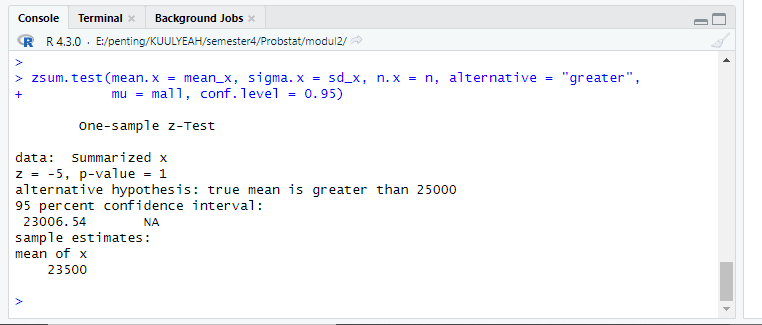 Console Terminal × Background Jobs ×
R R 4.3.0 · E:/penting/KUULYEAH/semester4/Probstat/modul2/
>
> zsum.test(mean.x = mean_x, sigma.x = sd_x, n.x = n, alternative = "greater",
+ mu = mall, conf.level = 0.95)
One-sample z-Test
data: Summarized x
z = -5, p-value = 1
alternative hypothesis: true mean is greater than 25000
95 percent confidence interval:
23006.54 NA
sample estimates:
mean of x
23500
>